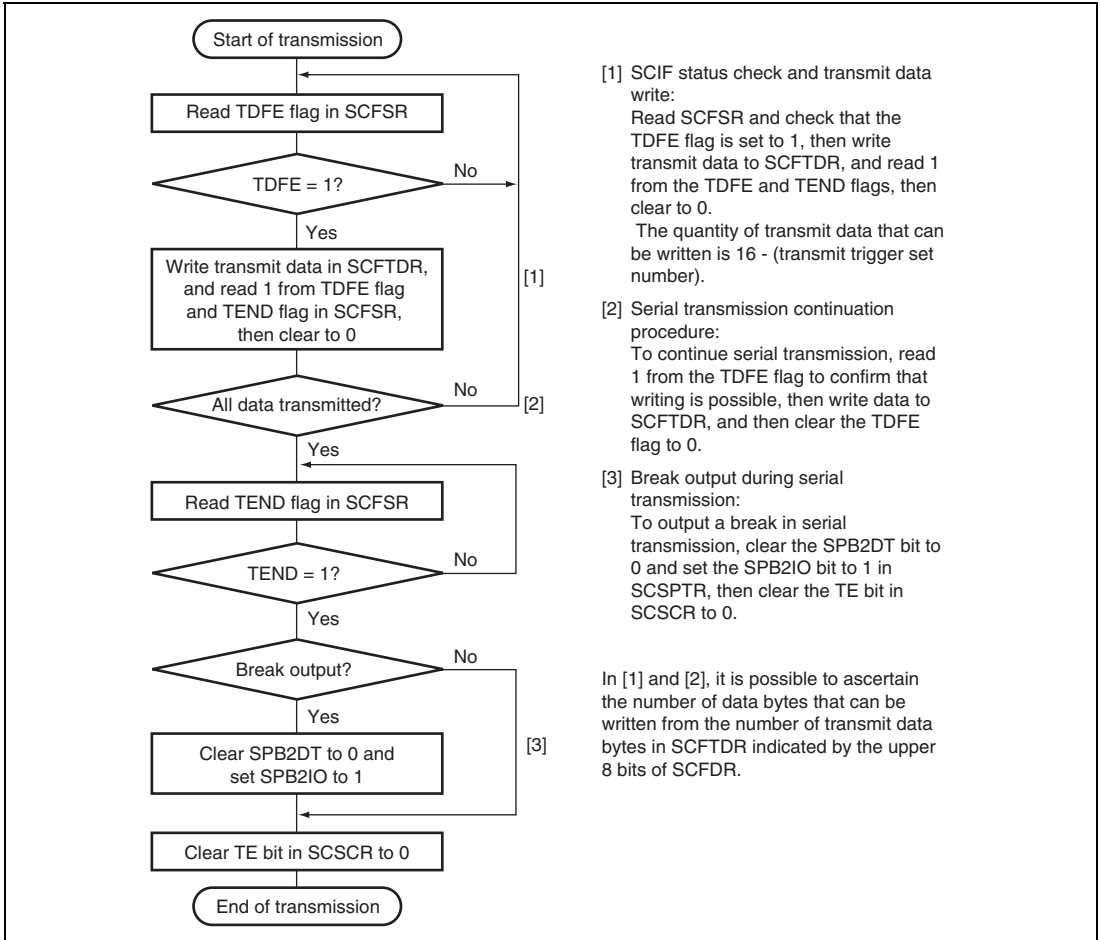 Start of transmission
Read TDFE flag in SCFSR
TDFE = 1?
No
Yes
Write transmit data in SCFTDR,
and read 1 from TDFE flag
and TEND flag in SCFSR,
then clear to 0
[1]
All data transmitted?
No
[2]
Yes
Read TEND flag in SCFSR
TEND = 1?
No
Yes
Break output?
No
Yes
Clear SPB2DT to 0 and
set SPB2IO to 1
[3]
Clear TE bit in SCSCR to 0
End of transmission
[1] SCIF status check and transmit data
write:
Read SCFSR and check that the
TDFE flag is set to 1, then write
transmit data to SCFTDR, and read 1
from the TDFE and TEND flags, then
clear to 0.
The quantity of transmit data that can
be written is 16 - (transmit trigger set
number).
[2] Serial transmission continuation
procedure:
To continue serial transmission, read
1 from the TDFE flag to confirm that
writing is possible, then write data to
SCFTDR, and then clear the TDFE
flag to 0.
[3] Break output during serial
transmission:
To output a break in serial
transmission, clear the SPB2DT bit to
0 and set the SPB2IO bit to 1 in
SCSPTR, then clear the TE bit in
SCSCR to 0.
In [1] and [2], it is possible to ascertain
the number of data bytes that can be
written from the number of transmit data
bytes in SCFTDR indicated by the upper
8 bits of SCFDR.